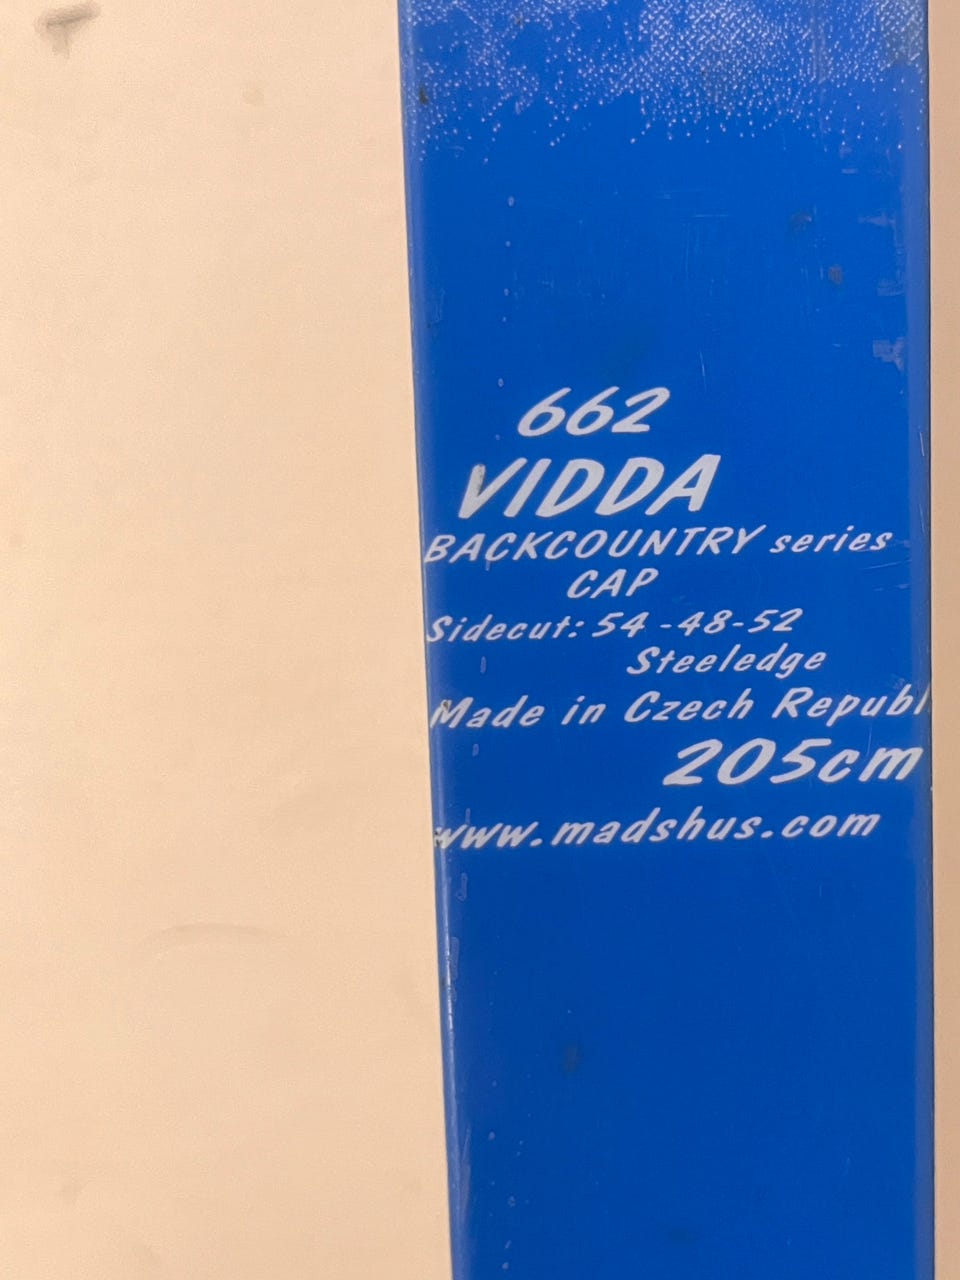 662
VIDDA
BACKCOUNTRY series
CAP
Sidecut: 54-48-52
Steeledge
Made in Czech Republ
205cm
www.madshus.com